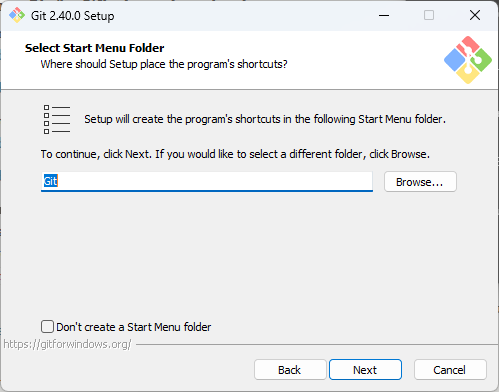 Git 2.40.0 Setup
Select Start Menu Folder
Where should Setup place the program's shortcuts?
Setup will create the program's shortcuts in the following Start Menu folder.
To continue, click Next. If you would like to select a different folder, click Browse.
Git
Browse...
Don't create a Start Menu folder
https://gitforwindows.org/
Back
Next
Cancel